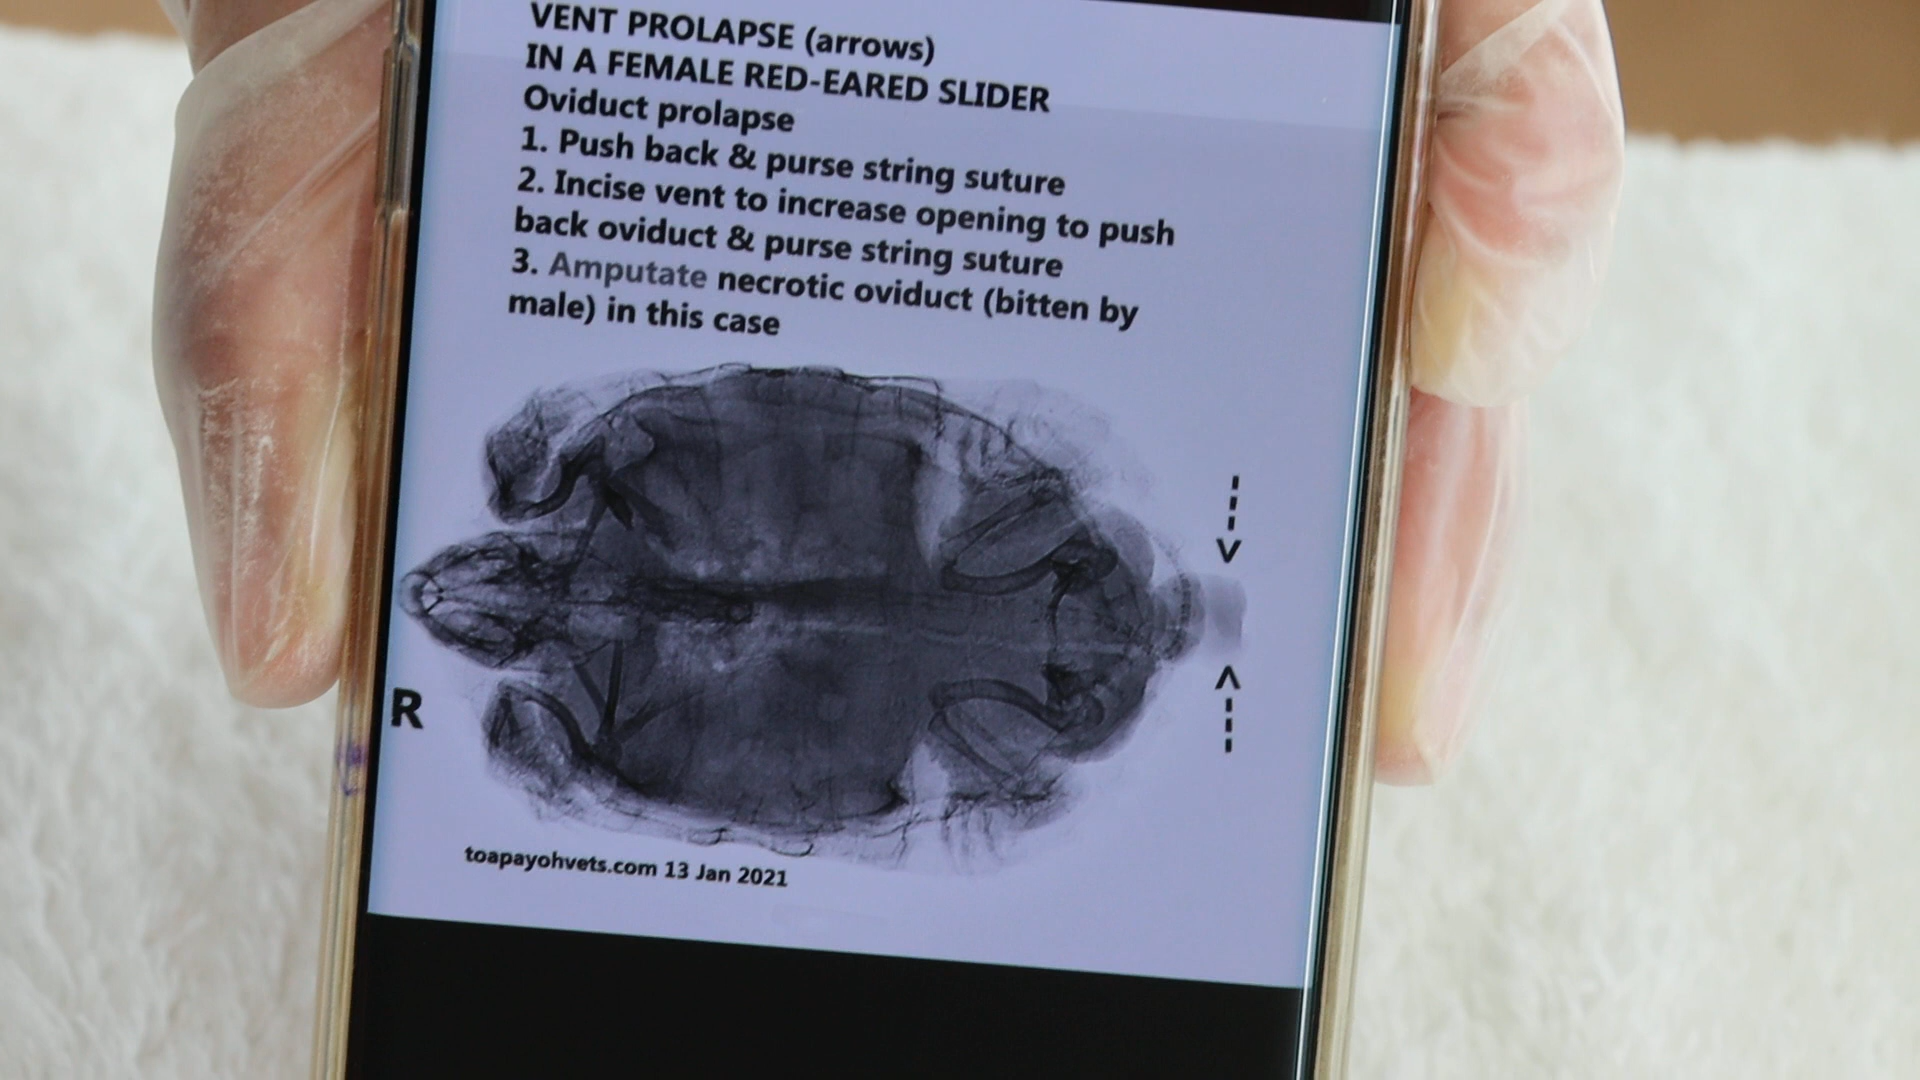 VENT PROLAPSE (arrows)
IN A FEMALE RED-EARED SLIDER
Oviduct prolapse
1. Push back & purse string suture
2. Incise vent to increase opening to push
back oviduct & purse string suture
3. Amputate necrotic oviduct (bitten by
male) in this case
R
toapayohvets.com 13 Jan 2021